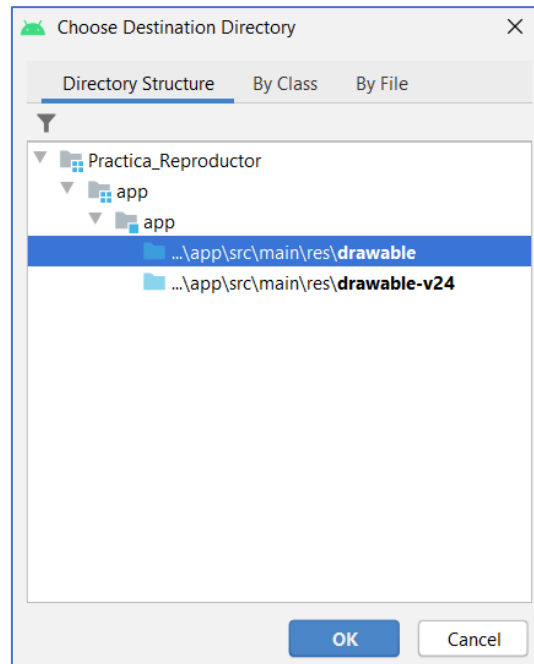 Choose Destination Directory
Directory Structure By Class By File
Practica_Reproductor
app
app
...\app\src\main\res\drawable
...\app\src\main\res\drawable-v24
OK Cancel